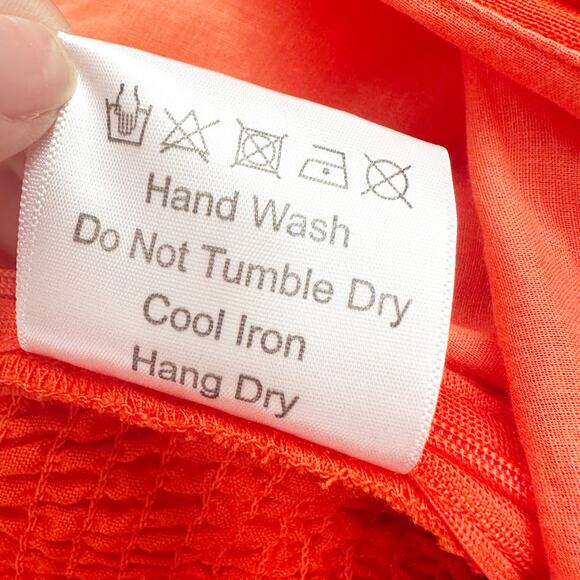 Hand Wash
Do Not Tumble Dry
Cool Iron
Hang Dry